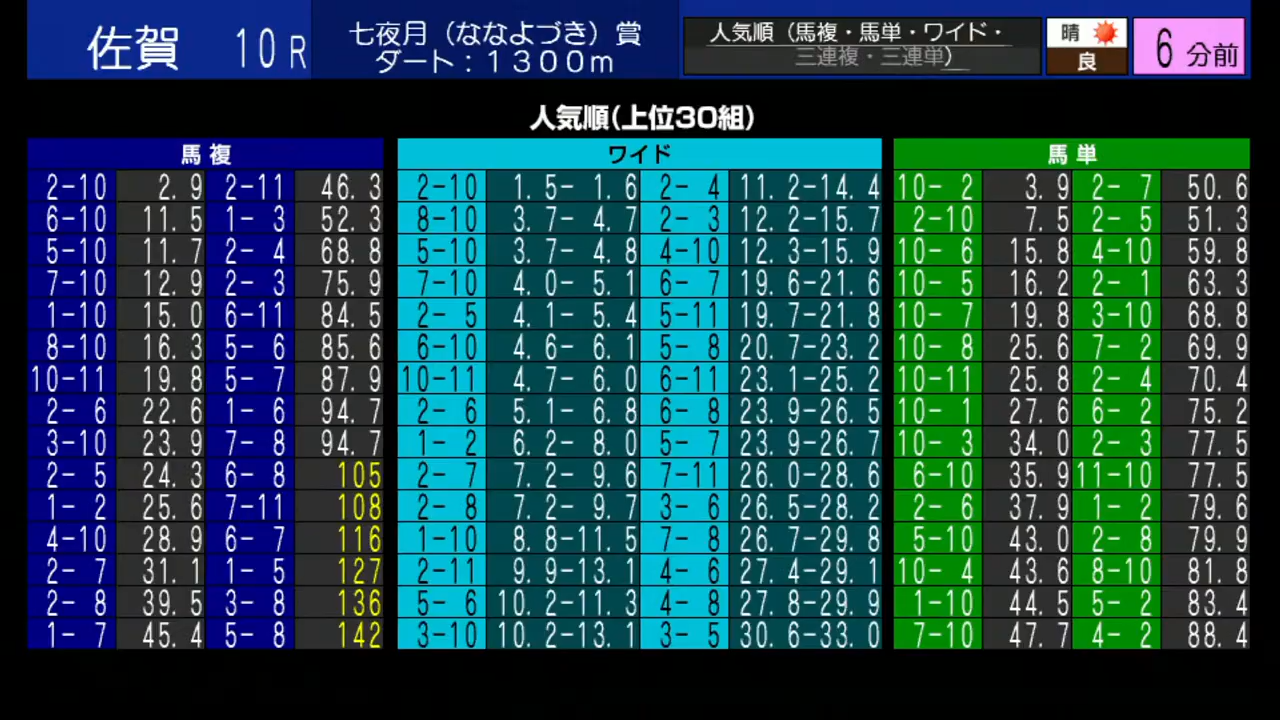 佐賀 10R 七夜月（ななよづき）賞 人気順（馬複・馬単・ワイド・ 晴 6分前
ダート：１３００ｍ 三連複・三連単） 良
人気順(上位30組)
馬複 ワイド 馬単
2-10 2.9 2-11 46.3 2-10 1.5- 1.6 2- 4 11.2-14.4 10- 2 3.9 2- 7 50.6
6-10 11.5 1- 3 52.3 8-10 3.7- 4.7 2- 3 12.2-15.7 2-10 7.5 2- 5 51.3
5-10 11.7 2- 4 68.8 5-10 3.7- 4.8 4-10 12.3-15.9 10- 6 15.8 4-10 59.8
7-10 12.9 2- 3 75.9 7-10 4.0- 5.1 6- 7 19.6-21.6 10- 5 16.2 2- 1 63.3
1-10 15.0 6-11 84.5 2- 5 4.1- 5.4 5-11 19.7-21.8 10- 7 19.8 3-10 68.8
8-10 16.3 5- 6 85.6 6-10 4.6- 6.1 5- 8 20.7-23.2 10- 8 25.6 7- 2 69.9
10-11 19.8 5- 7 87.9 10-11 4.7- 6.0 6-11 23.1-25.2 10-11 25.8 2- 4 70.4
2- 6 22.6 1- 6 94.7 2- 6 5.1- 6.8 6- 8 23.9-26.5 10- 1 27.6 6- 2 75.2
3-10 23.9 7- 8 94.7 1- 2 6.2- 8.0 5- 7 23.9-26.7 10- 3 34.0 2- 3 77.5
2- 5 24.3 6- 8 105 2- 7 7.2- 9.6 7-11 26.0-28.6 6-10 35.9 11-10 77.5
1- 2 25.6 7-11 108 2- 8 7.2- 9.7 3- 6 26.5-28.2 2- 6 37.9 1- 2 79.6
4-10 28.9 6- 7 116 1-10 8.8-11.5 7- 8 26.7-29.8 5-10 43.0 2- 8 79.9
2- 7 31.1 1- 5 127 2-11 9.9-13.1 4- 6 27.4-29.1 10- 4 43.6 8-10 81.8
2- 8 39.5 3- 8 136 5- 6 10.2-11.3 4- 8 27.8-29.9 1-10 44.5 5- 2 83.4
1- 7 45.4 5- 8 142 3-10 10.2-13.1 3- 5 30.6-33.0 7-10 47.7 4- 2 88.4